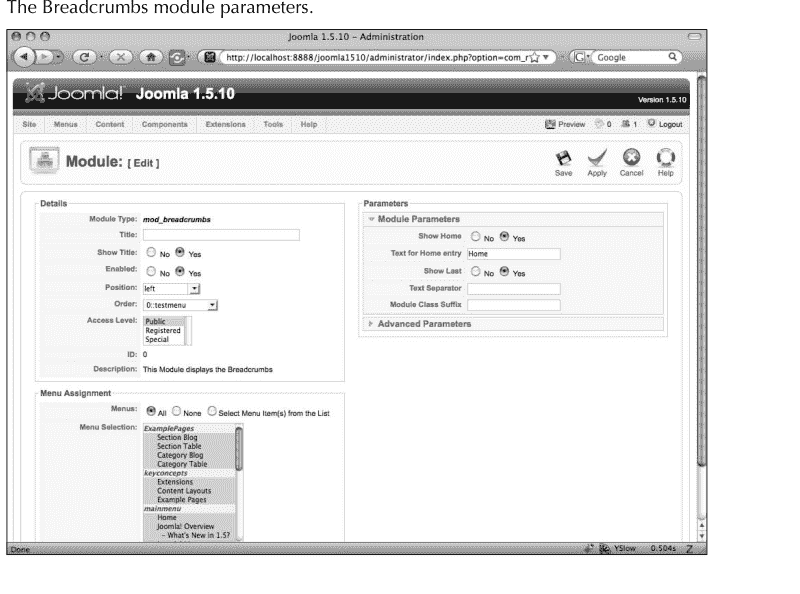 The Breadcrumbs module parameters.
Joomla 1.5.10 – Administration
http://localhost:8888/joomla1510/administrator/index.php?option=com_
Google
Joomla! Joomla 1.5.10
Version 1.5.10
Site Menus Content Components Extensions Tools Help
Preview 0 1 Logout
Module: [ Edit ]
Save Apply Cancel Help
Details
Module Type: mod_breadcrumbs
Title:
Show Title: No Yes
Enabled: No Yes
Position: left
Order: 0::testmenu
Access Level: Public
Registered
Special
ID: 0
Description: This Module displays the Breadcrumbs
Parameters
Module Parameters
Show Home No Yes
Text for Home entry Home
Show Last No Yes
Text Separator
Module Class Suffix
Advanced Parameters
Menu Assignment
Menus: All None Select Menu Item(s) from the List
Menu Selection: ExamplePages
Section Blog
Section Table
Category Blog
Category Table
keyconcepts
Extensions
Content Layouts
Example Pages
mainmenu
Home
Joomla! Overview
– What's New in 1.5?
Done
YSlow 0.504s